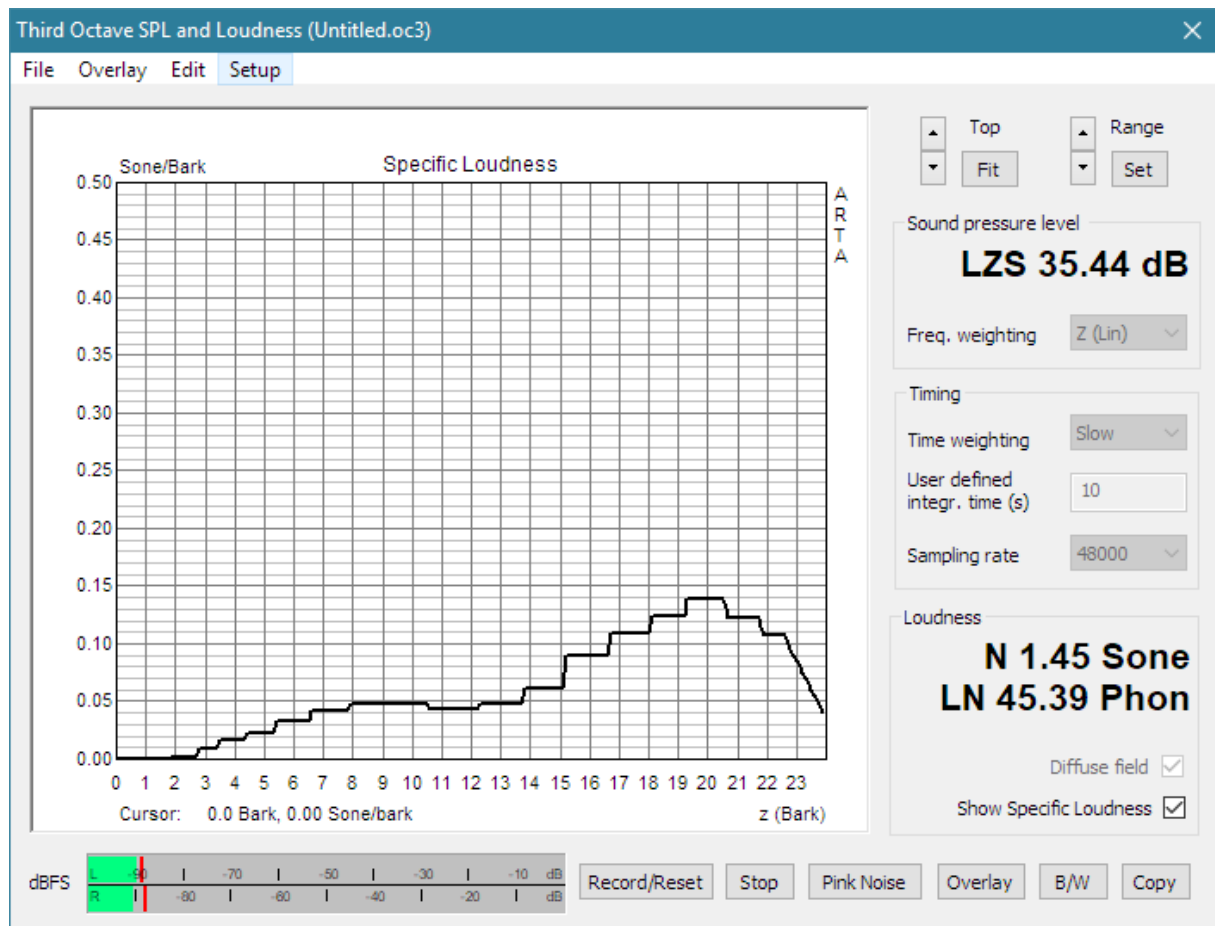 Third Octave SPL and Loudness (Untitled.oc3)
File Overlay Edit Setup
Sone/Bark Specific Loudness
0.50
0.45
0.40
0.35
0.30
0.25
0.20
0.15
0.10
0.05
0.00
0 1 2 3 4 5 6 7 8 9 10 11 12 13 14 15 16 17 18 19 20 21 22 23
Cursor: 0.0 Bark, 0.00 Sone/bark z (Bark)
A
R
T
A
Top Range
Fit Set
Sound pressure level
LZS 35.44 dB
Freq. weighting Z (Lin)
Timing
Time weighting Slow
User defined
integr. time (s) 10
Sampling rate 48000
Loudness
N 1.45 Sone
LN 45.39 Phon
Diffuse field
Show Specific Loudness
dBFS
L -90 -70 -50 -30 -10 dB
R -80 -60 -40 -20 dB
Record/Reset Stop Pink Noise Overlay B/W Copy